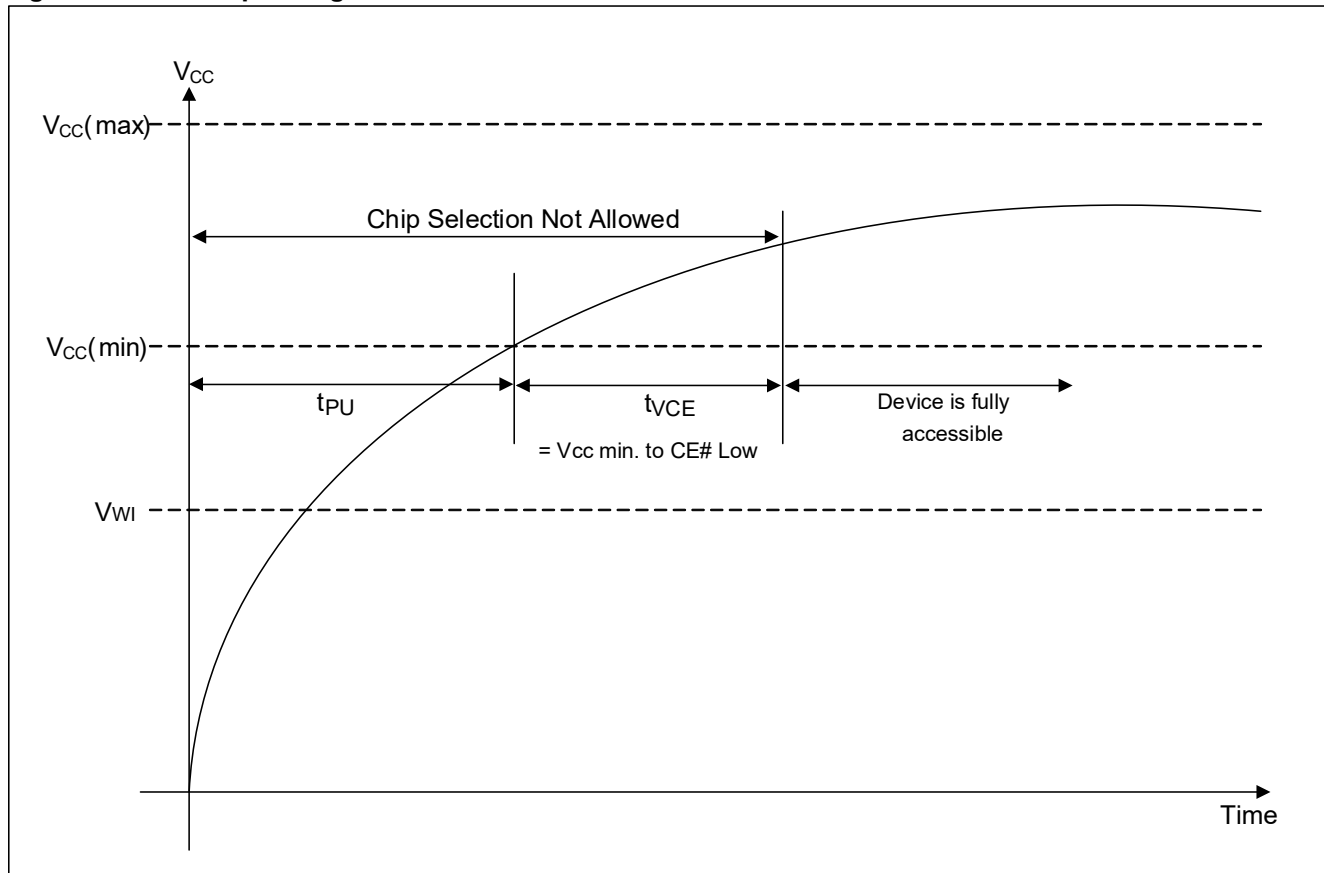 VCC
VCC(max)
Chip Selection Not Allowed
VCC(min)
tPU
tVCE
Device is fully
accessible
= Vcc min. to CE# Low
VWI
Time